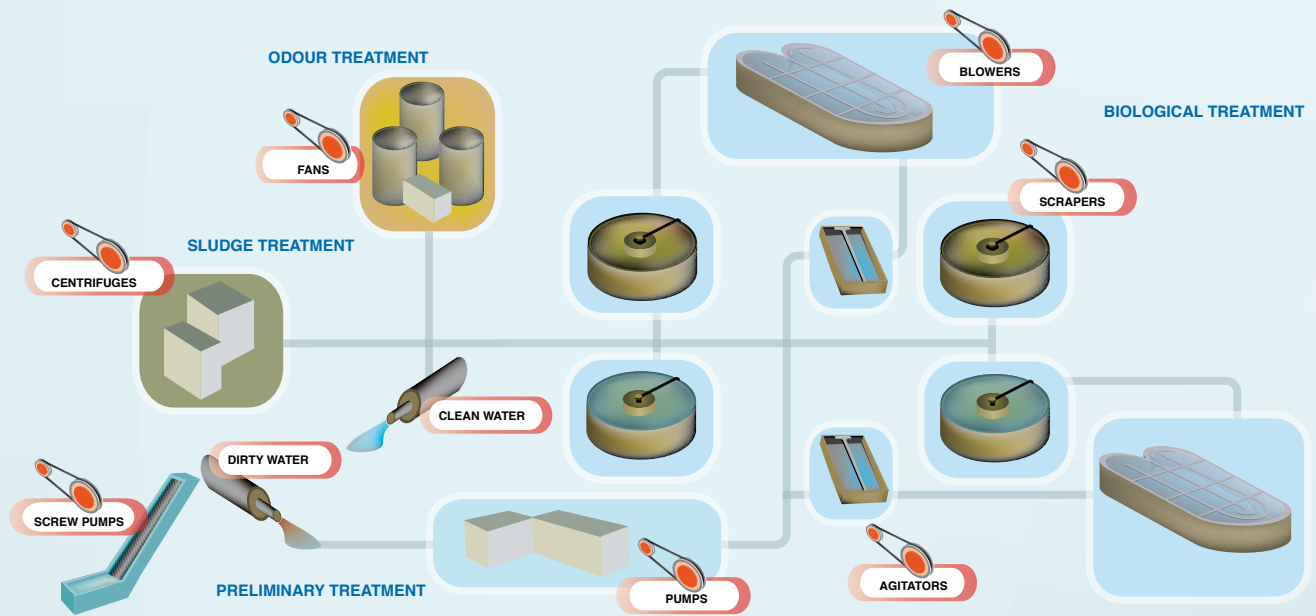 ODOUR TREATMENT
BLOWERS
BIOLOGICAL TREATMENT
FANS
SCRAPERS
SLUDGE TREATMENT
CENTRIFUGES
CLEAN WATER
DIRTY WATER
SCREW PUMPS
PRELIMINARY TREATMENT
PUMPS
AGITATORS